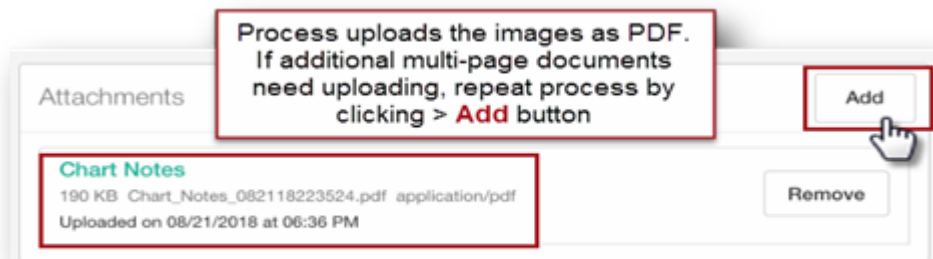 Process uploads the images as PDF.
If additional multi-page documents
need uploading, repeat process by
clicking > Add button
Attachments
Add
Chart Notes
190 KB Chart_Notes_082118223524.pdf application/pdf
Uploaded on 08/21/2018 at 06:36 PM
Remove